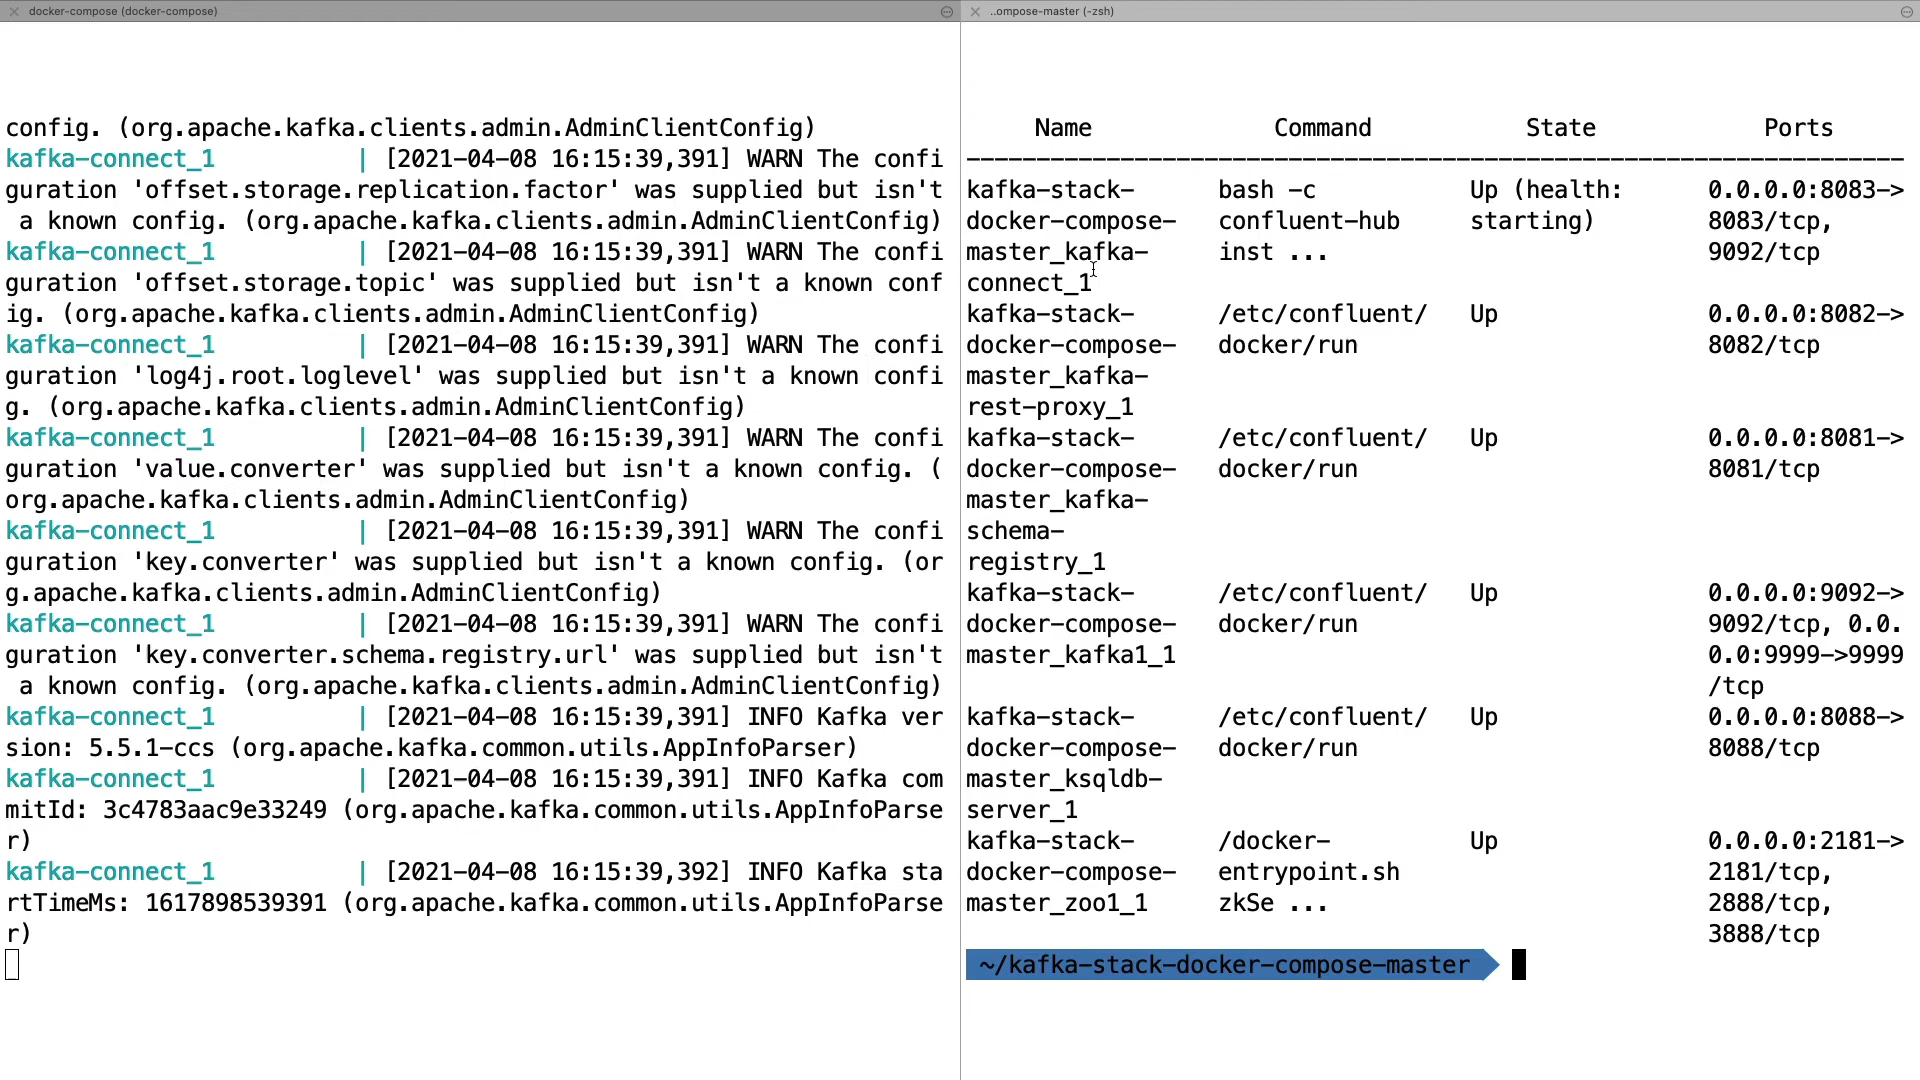 docker-compose (docker-compose)
..ompose-master (-zsh)
config. (org.apache.kafka.clients.admin.AdminClientConfig)
kafka-connect_1 | [2021-04-08 16:15:39,391] WARN The confi
guration 'offset.storage.replication.factor' was supplied but isn't
a known config. (org.apache.kafka.clients.admin.AdminClientConfig)
kafka-connect_1 | [2021-04-08 16:15:39,391] WARN The confi
guration 'offset.storage.topic' was supplied but isn't a known conf
ig. (org.apache.kafka.clients.admin.AdminClientConfig)
kafka-connect_1 | [2021-04-08 16:15:39,391] WARN The confi
guration 'log4j.root.loglevel' was supplied but isn't a known confi
g. (org.apache.kafka.clients.admin.AdminClientConfig)
kafka-connect_1 | [2021-04-08 16:15:39,391] WARN The confi
guration 'value.converter' was supplied but isn't a known config. (
org.apache.kafka.clients.admin.AdminClientConfig)
kafka-connect_1 | [2021-04-08 16:15:39,391] WARN The confi
guration 'key.converter' was supplied but isn't a known config. (or
g.apache.kafka.clients.admin.AdminClientConfig)
kafka-connect_1 | [2021-04-08 16:15:39,391] WARN The confi
guration 'key.converter.schema.registry.url' was supplied but isn't
a known config. (org.apache.kafka.clients.admin.AdminClientConfig)
kafka-connect_1 | [2021-04-08 16:15:39,391] INFO Kafka ver
sion: 5.5.1-ccs (org.apache.kafka.common.utils.AppInfoParser)
kafka-connect_1 | [2021-04-08 16:15:39,391] INFO Kafka com
mitId: 3c4783aac9e33249 (org.apache.kafka.common.utils.AppInfoParse
r)
kafka-connect_1 | [2021-04-08 16:15:39,392] INFO Kafka sta
rtTimeMs: 1617898539391 (org.apache.kafka.common.utils.AppInfoParse
r)
Name Command State Ports
-------------------------------------------------------------------
kafka-stack- bash -c Up (health: 0.0.0.0:8083->
docker-compose- confluent-hub starting) 8083/tcp,
master_kafka- inst ... 9092/tcp
connect_1
kafka-stack- /etc/confluent/ Up 0.0.0.0:8082->
docker-compose- docker/run 8082/tcp
master_kafka-
rest-proxy_1
kafka-stack- /etc/confluent/ Up 0.0.0.0:8081->
docker-compose- docker/run 8081/tcp
master_kafka-
schema-
registry_1
kafka-stack- /etc/confluent/ Up 0.0.0.0:9092->
docker-compose- docker/run 9092/tcp, 0.0.
master_kafka1_1 0.0:9999->9999
/tcp
kafka-stack- /etc/confluent/ Up 0.0.0.0:8088->
docker-compose- docker/run 8088/tcp
master_ksqldb-
server_1
kafka-stack- /docker- Up 0.0.0.0:2181->
docker-compose- entrypoint.sh 2181/tcp,
master_zoo1_1 zkSe ... 2888/tcp,
3888/tcp
~/kafka-stack-docker-compose-master